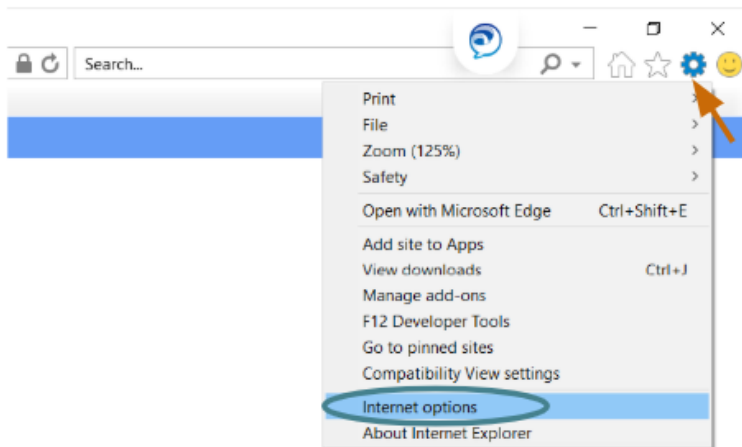 Search...
Print
File
Zoom (125%)
Safety
Open with Microsoft Edge Ctrl+Shift+E
Add site to Apps
View downloads Ctrl+J
Manage add-ons
F12 Developer Tools
Go to pinned sites
Compatibility View settings
Internet options
About Internet Explorer